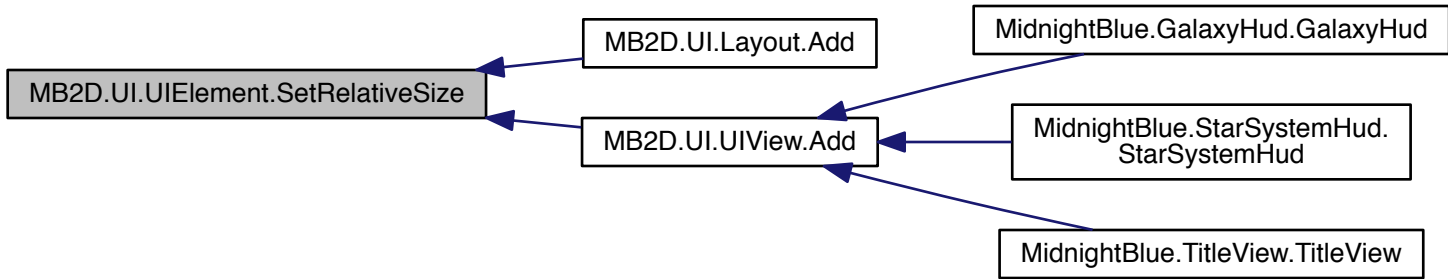 MB2D.UI.UIElement.SetRelativeSize
MB2D.UI.Layout.Add
MB2D.UI.UIView.Add
MidnightBlue.GalaxyHud.GalaxyHud
MidnightBlue.StarSystemHud.
StarSystemHud
MidnightBlue.TitleView.TitleView